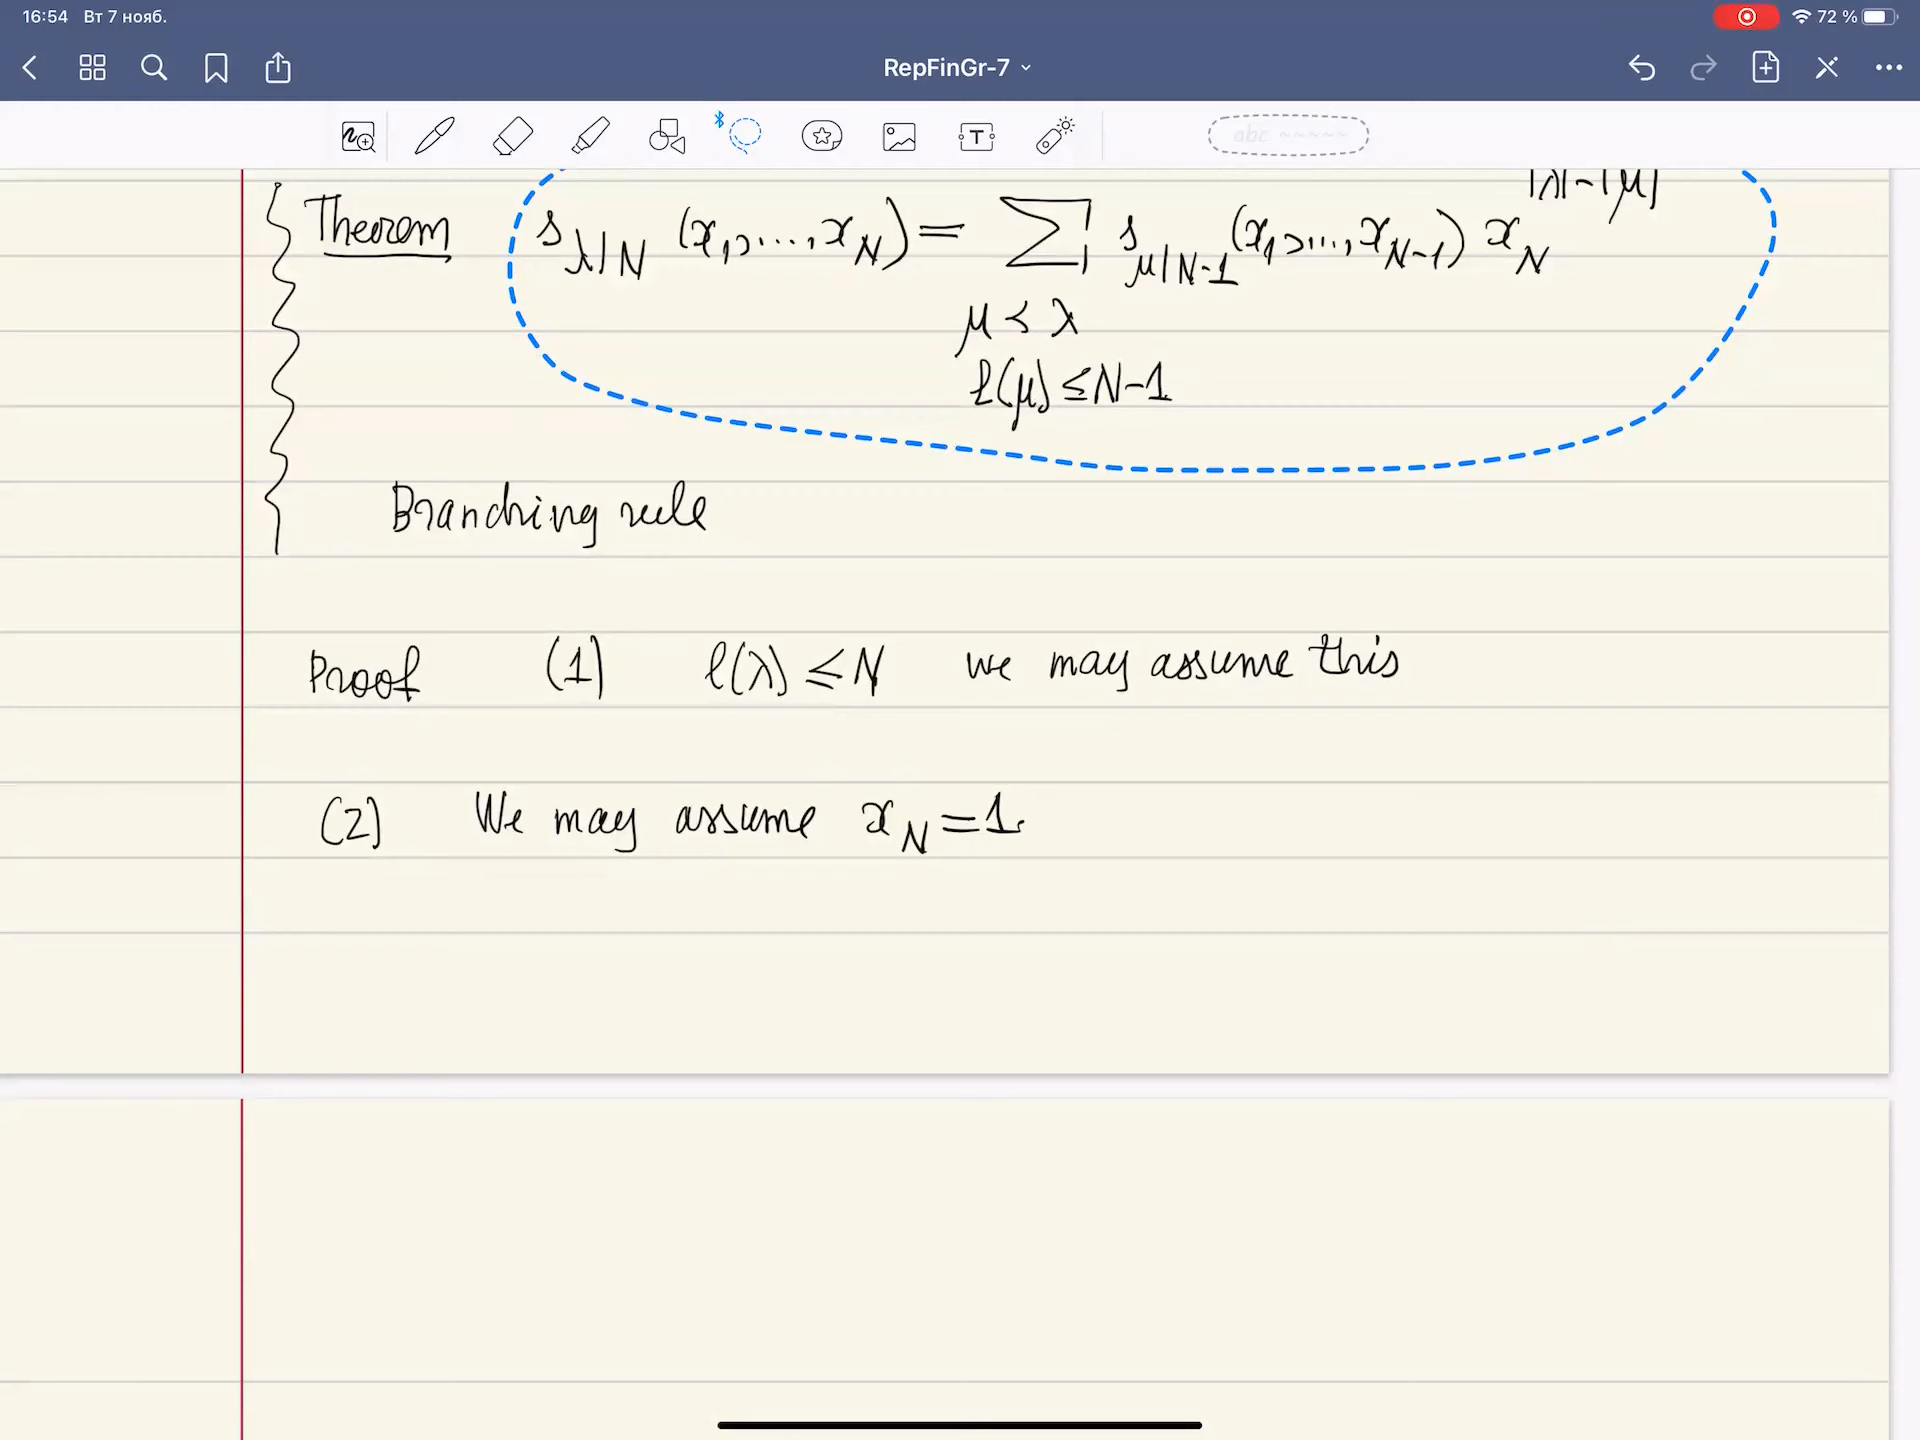 16:54 Вт 7 нояб. 72 %
RepFinGr-7
abc
Theorem s_{λ|N} (x_1, ..., x_N) = ∑ s_{μ|N-1} (x_1, ..., x_{N-1}) x_N^{|λ|-|μ|}
μ ≺ λ
ℓ(μ) ≤ N-1
Branching rule
Proof (1) ℓ(λ) ≤ N we may assume this
(2) We may assume x_N = 1.